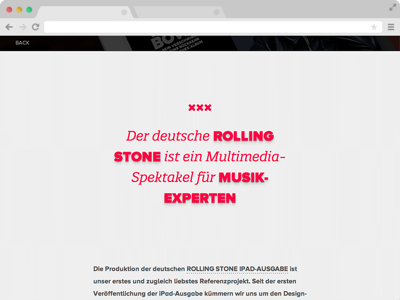 BACK
×××
Der deutsche ROLLING
STONE ist ein Multimedia-
Spektakel für MUSIK-
EXPERTEN
Die Produktion der deutschen ROLLING STONE IPAD-AUSGABE ist
unser erstes und zugleich liebstes Referenzprojekt. Seit der ersten
Veröffentlichung der iPad-Ausgabe kümmern wir uns um den Design-